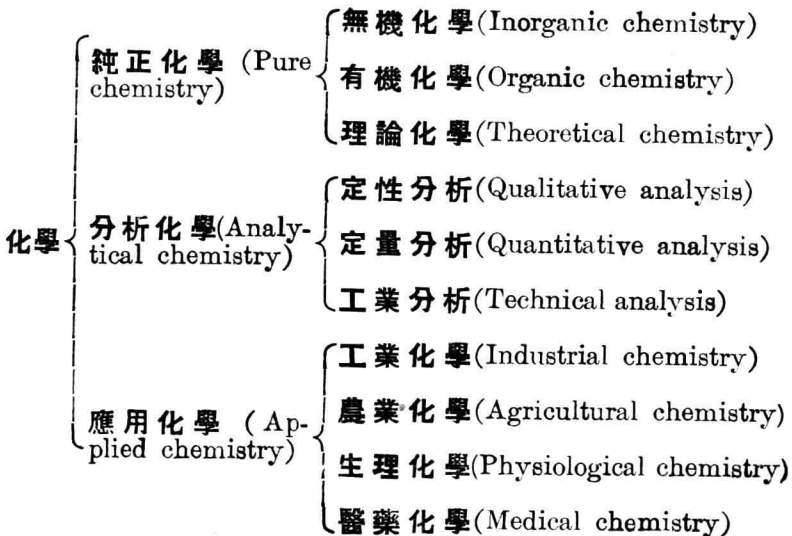 化學
純正化學 (Pure
chemistry)
無機化學(Inorganic chemistry)
有機化學(Organic chemistry)
理論化學(Theoretical chemistry)
分析化學(Analy-
tical chemistry)
定性分析(Qualitative analysis)
定量分析(Quantitative analysis)
工業分析(Technical analysis)
應用化學 (Ap-
plied chemistry)
工業化學(Industrial chemistry)
農業化學(Agricultural chemistry)
生理化學(Physiological chemistry)
醫藥化學(Medical chemistry)